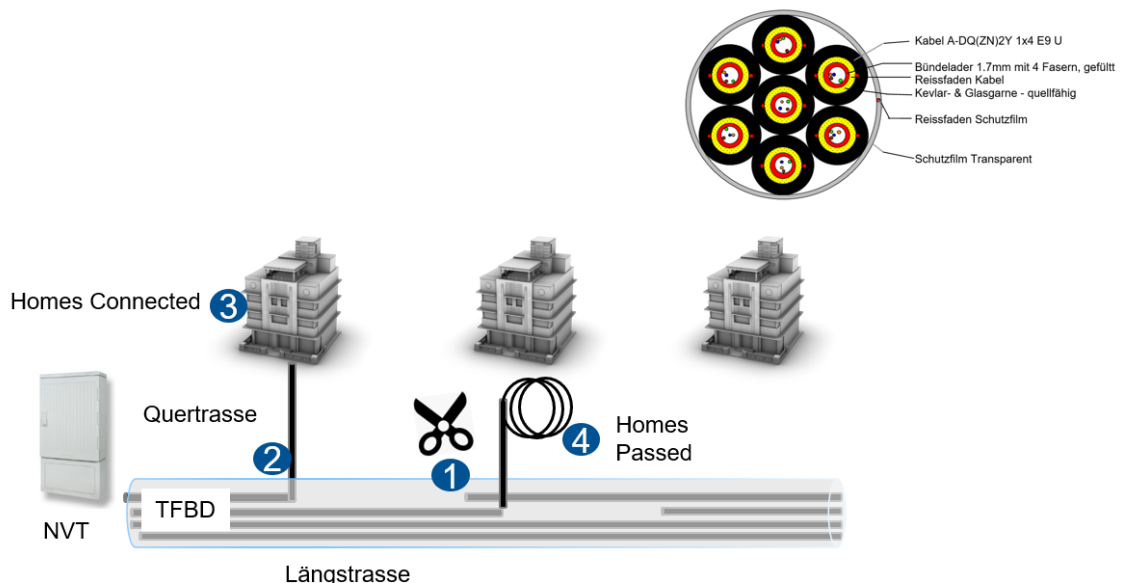 Kabel A-DQ(ZN)2Y 1x4 E9 U
Bündelader 1.7mm mit 4 Fasern, gefültt
Reissfaden Kabel
Kevlar- & Glasgarne - quellfähig
Reissfaden Schutzfilm
Schutzfilm Transparent
Homes Connected
3
Quertrasse
2
1
4
Homes
Passed
NVT
TFBD
Längstrasse